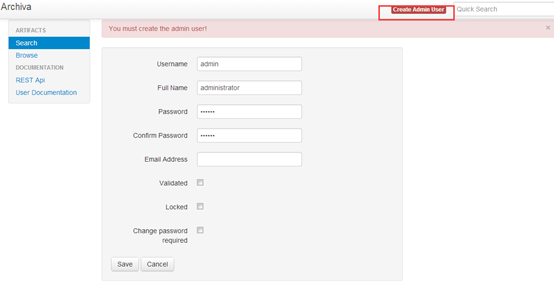 Archiva
Create Admin User
Quick Search
ARTIFACTS
Search
Browse
DOCUMENTATION
REST Api
User Documentation
You must create the admin user!
×
Username
admin
Full Name
administrator
Password
••••••
Confirm Password
••••••
Email Address
Validated
Locked
Change password
required
Save
Cancel